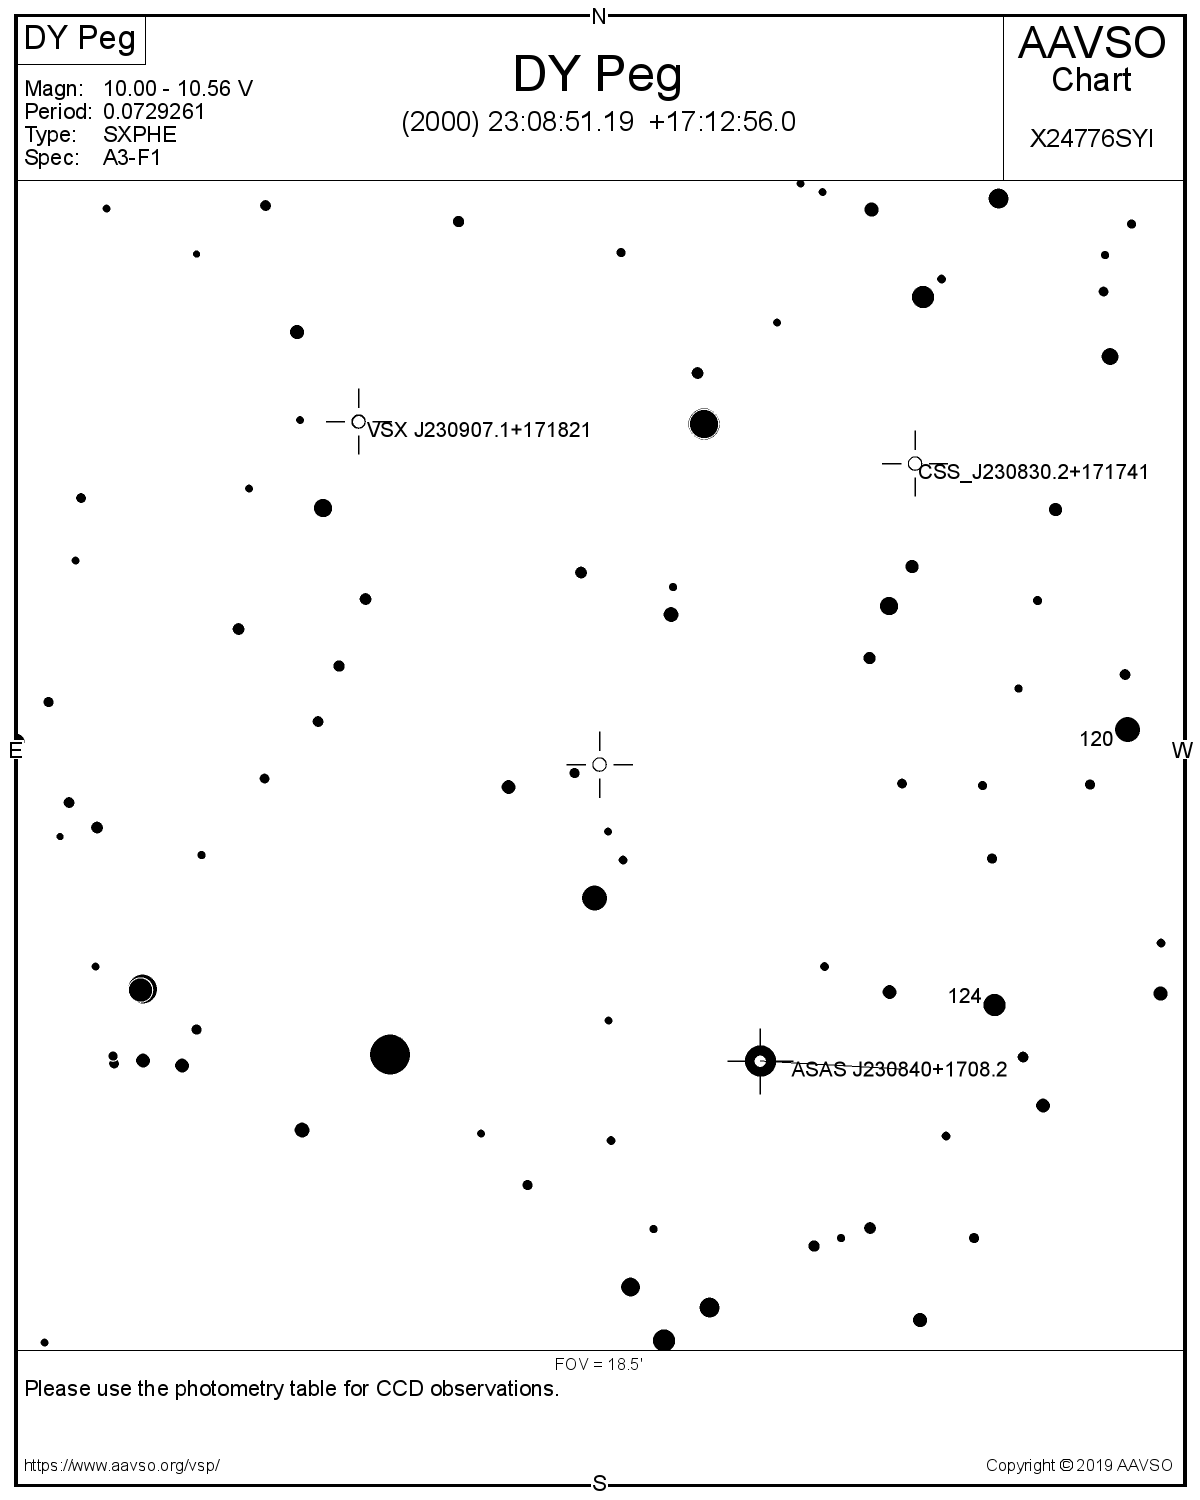 N
DY Peg
Magn: 10.00 - 10.56 V
Period: 0.0729261
Type: SXPHE
Spec: A3-F1
DY Peg
(2000) 23:08:51.19 +17:12:56.0
AAVSO
Chart
X24776SYI
VSX J230907.1+171821
CSS_J230830.2+171741
120
E
W
124
ASAS J230840+1708.2
FOV = 18.5'
Please use the photometry table for CCD observations.
https://www.aavso.org/vsp/
Copyright © 2019 AAVSO
S